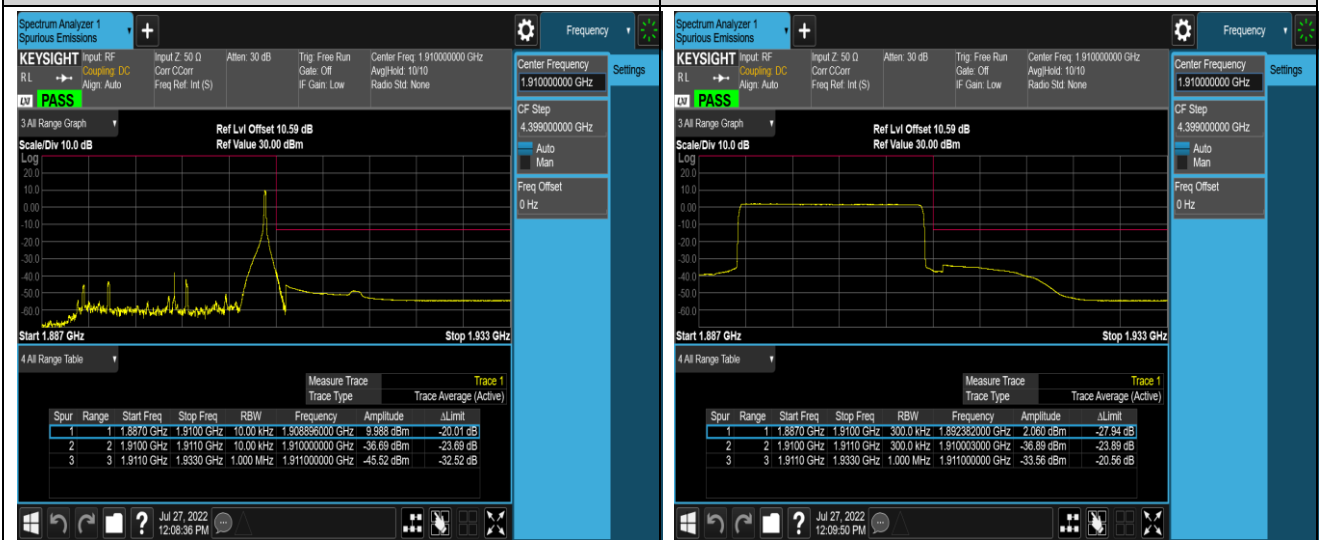 Spectrum Analyzer 1
Spurious Emissions
+
Frequency
KEYSIGHT Input: RF Input Z: 50 Ω Atten: 30 dB Trig: Free Run Center Freq: 1.910000000 GHz
Coupling: DC Corr CCorr Gate: Off Avg|Hold: 10/10
RL Align: Auto Freq Ref: Int (S) IF Gain: Low Radio Std: None
LXI PASS
Center Frequency
1.910000000 GHz
Settings
CF Step
4.399000000 GHz
Auto
Man
Freq Offset
0 Hz
3 All Range Graph
Ref Lvl Offset 10.59 dB
Scale/Div 10.0 dB Ref Value 30.00 dBm
Log
20.0
10.0
0.00
-10.0
-20.0
-30.0
-40.0
-50.0
-60.0
Start 1.887 GHz Stop 1.933 GHz
4 All Range Table
Measure Trace Trace 1
Trace Type Trace Average (Active)
Spur Range Start Freq Stop Freq RBW Frequency Amplitude ΔLimit
1 1 1.8870 GHz 1.9100 GHz 10.00 kHz 1.908896000 GHz 9.988 dBm -20.01 dB
2 2 1.9100 GHz 1.9110 GHz 10.00 kHz 1.910000000 GHz -36.69 dBm -23.69 dB
3 3 1.9110 GHz 1.9330 GHz 1.000 MHz 1.911000000 GHz -45.52 dBm -32.52 dB
? Jul 27, 2022
12:08:36 PM
Spectrum Analyzer 1
Spurious Emissions
+
Frequency
KEYSIGHT Input: RF Input Z: 50 Ω Atten: 30 dB Trig: Free Run Center Freq: 1.910000000 GHz
Coupling: DC Corr CCorr Gate: Off Avg|Hold: 10/10
RL Align: Auto Freq Ref: Int (S) IF Gain: Low Radio Std: None
LXI PASS
Center Frequency
1.910000000 GHz
Settings
CF Step
4.399000000 GHz
Auto
Man
Freq Offset
0 Hz
3 All Range Graph
Ref Lvl Offset 10.59 dB
Scale/Div 10.0 dB Ref Value 30.00 dBm
Log
20.0
10.0
0.00
-10.0
-20.0
-30.0
-40.0
-50.0
-60.0
Start 1.887 GHz Stop 1.933 GHz
4 All Range Table
Measure Trace Trace 1
Trace Type Trace Average (Active)
Spur Range Start Freq Stop Freq RBW Frequency Amplitude ΔLimit
1 1 1.8870 GHz 1.9100 GHz 300.0 kHz 1.892382000 GHz 2.060 dBm -27.94 dB
2 2 1.9100 GHz 1.9110 GHz 300.0 kHz 1.910003000 GHz -36.89 dBm -23.89 dB
3 3 1.9110 GHz 1.9330 GHz 1.000 MHz 1.911000000 GHz -33.56 dBm -20.56 dB
? Jul 27, 2022
12:09:50 PM